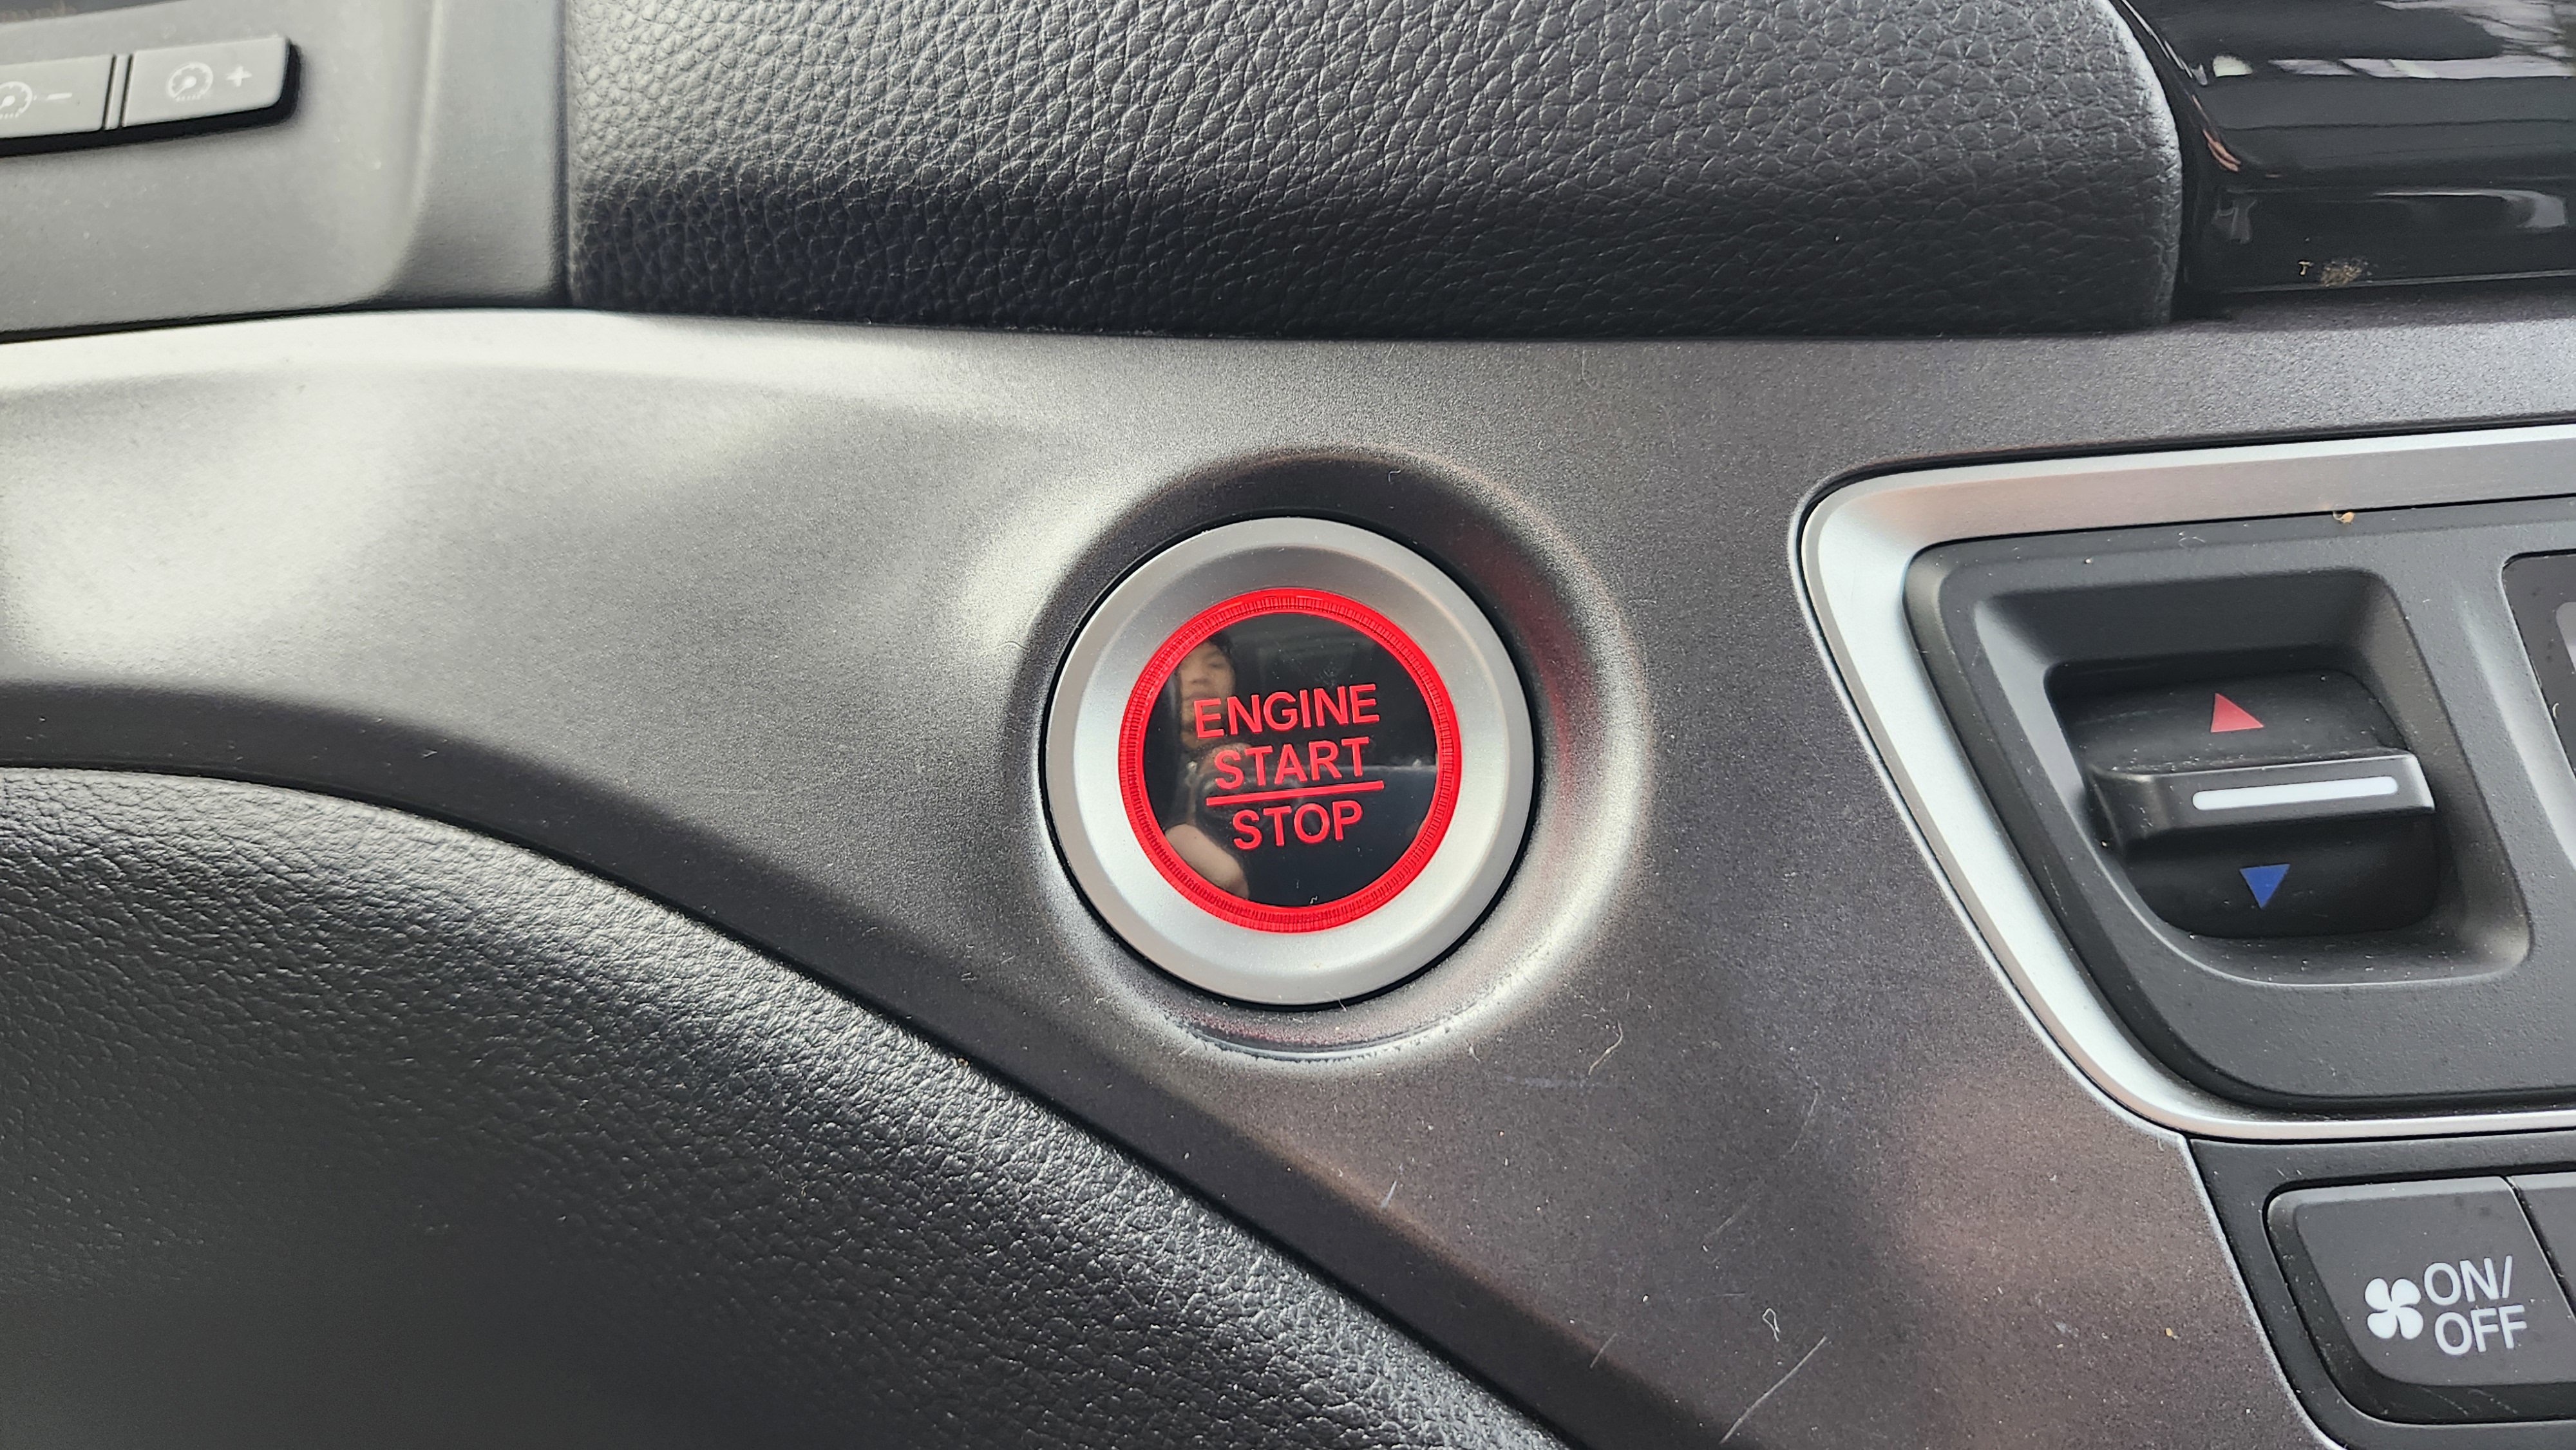 ENGINE
START
STOP
ON/
OFF